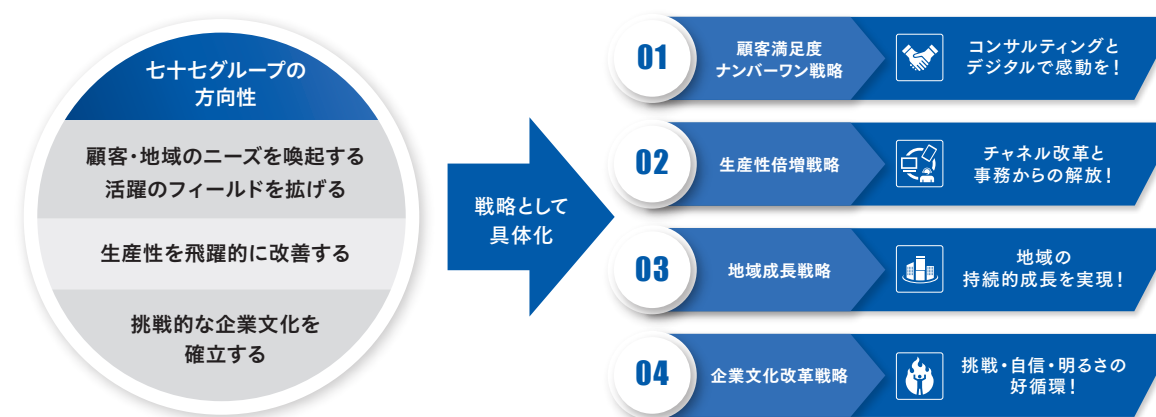 七十七グループの
方向性
顧客・地域のニーズを喚起する
活躍のフィールドを拡げる
生産性を飛躍的に改善する
挑戦的な企業文化を
確立する
戦略として
具体化
01
顧客満足度
ナンバーワン戦略
コンサルティングと
デジタルで感動を！
02
生産性倍増戦略
チャネル改革と
事務からの解放！
03
地域成長戦略
地域の
持続的成長を実現！
04
企業文化改革戦略
挑戦・自信・明るさの
好循環！